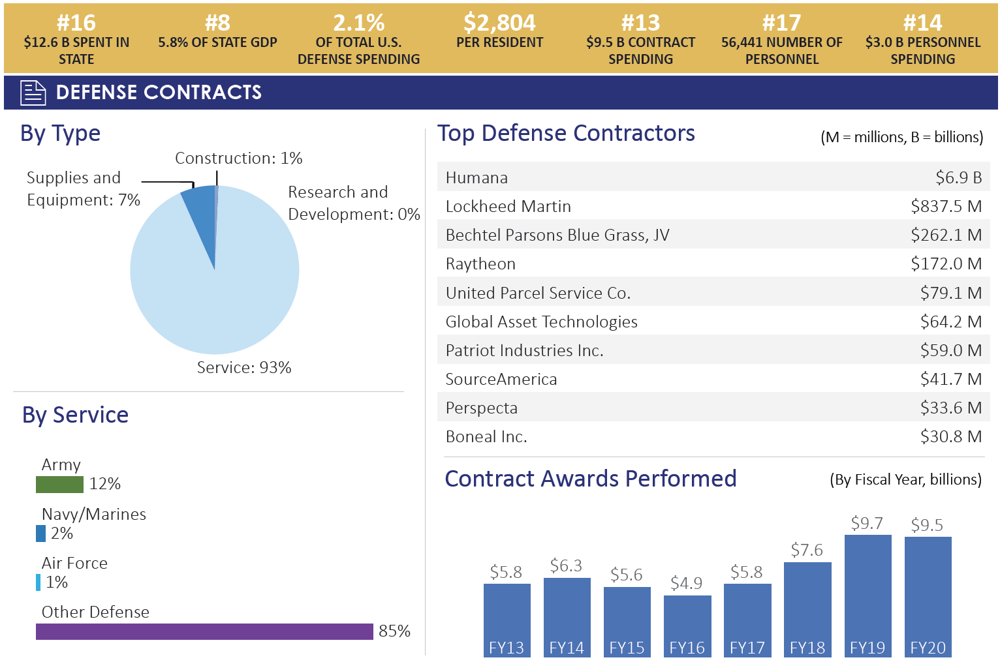 #16
$12.6 B SPENT IN
STATE
#8
5.8% OF STATE GDP
2.1%
OF TOTAL U.S.
DEFENSE SPENDING
$2,804
PER RESIDENT
#13
$9.5 B CONTRACT
SPENDING
#17
56,441 NUMBER OF
PERSONNEL
#14
$3.0 B PERSONNEL
SPENDING
DEFENSE CONTRACTS
By Type
Construction: 1%
Supplies and
Equipment: 7%
Research and
Development: 0%
Service: 93%
By Service
Army
12%
Navy/Marines
2%
Air Force
1%
Other Defense
85%
Top Defense Contractors (M = millions, B = billions)
Humana $6.9 B
Lockheed Martin $837.5 M
Bechtel Parsons Blue Grass, JV $262.1 M
Raytheon $172.0 M
United Parcel Service Co. $79.1 M
Global Asset Technologies $64.2 M
Patriot Industries Inc. $59.0 M
SourceAmerica $41.7 M
Perspecta $33.6 M
Boneal Inc. $30.8 M
Contract Awards Performed (By Fiscal Year, billions)
$5.8 $6.3 $5.6 $4.9 $5.8 $7.6 $9.7 $9.5
FY13 FY14 FY15 FY16 FY17 FY18 FY19 FY20